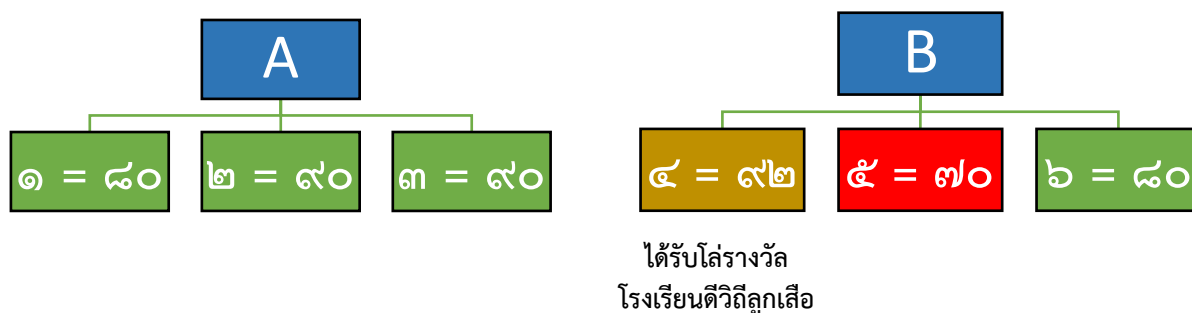 A
B
๑ = ๘๐
๒ = ๙๐
๓ = ๙๐
๔ = ๙๒
๕ = ๗๐
๖ = ๘๐
ได้รับโล่รางวัล
โรงเรียนดีวิถีลูกเสือ